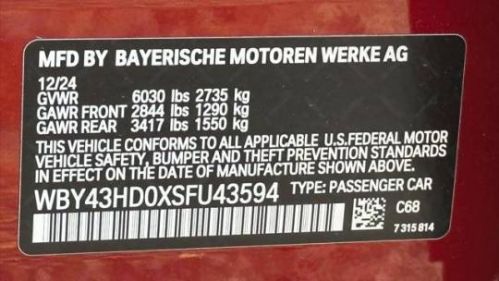 MFD BY BAYERISCHE MOTOREN WERKE AG
12/24
GVWR 6030 lbs 2735 kg
GAWR FRONT 2844 lbs 1290 kg
GAWR REAR 3417 lbs 1550 kg
THIS VEHICLE CONFORMS TO ALL APPLICABLE U.S.FEDERAL MOTOR
VEHICLE SAFETY, BUMPER AND THEFT PREVENTION STANDARDS
IN EFFECT ON THE DATE OF MANUFACTURE SHOWN ABOVE.
WBY43HD0XSFU43594 TYPE: PASSENGER CAR
C68
7 315 814